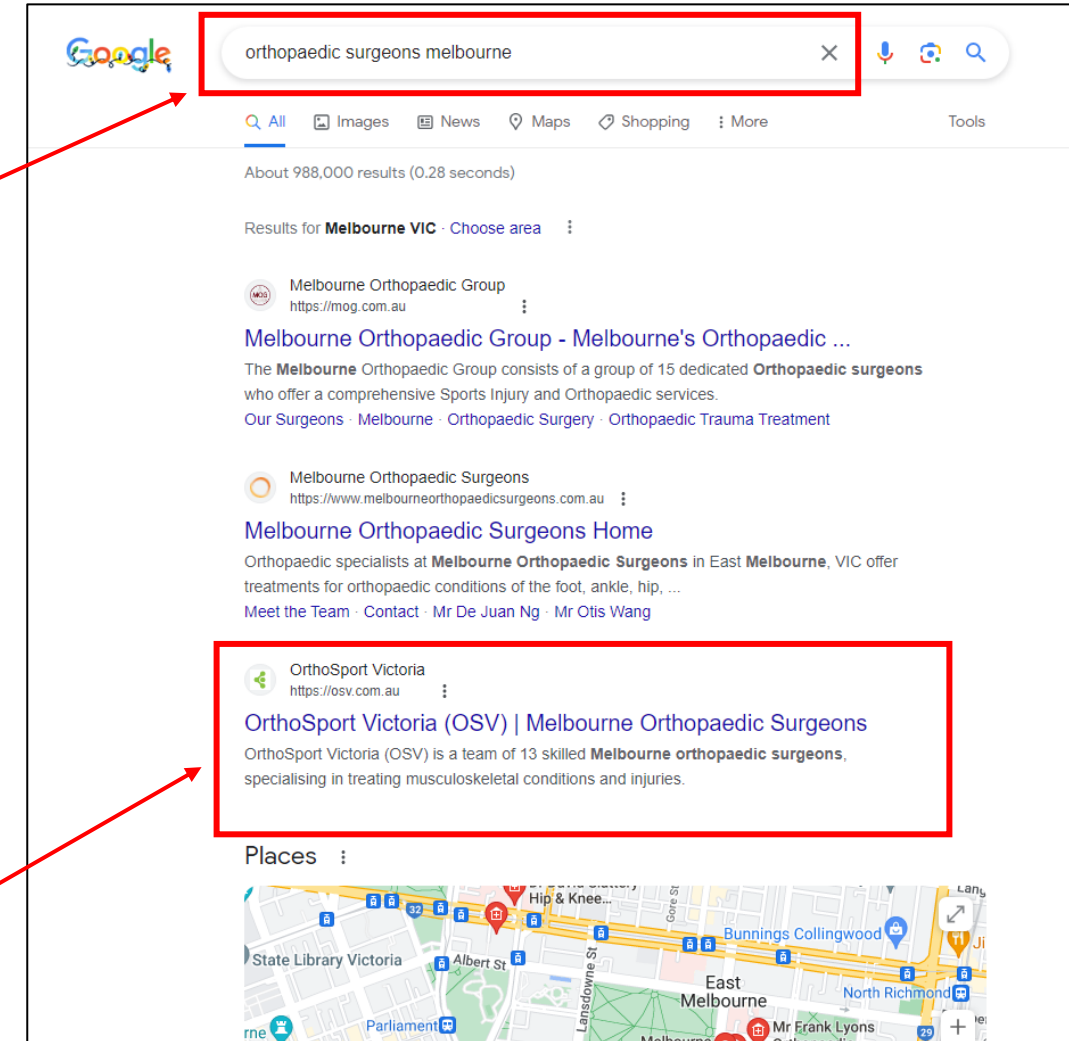 Google
orthopaedic surgeons melbourne
All Images News Maps Shopping More Tools
About 988,000 results (0.28 seconds)
Results for Melbourne VIC · Choose area
MOG
Melbourne Orthopaedic Group
https://mog.com.au
Melbourne Orthopaedic Group - Melbourne's Orthopaedic ...
The Melbourne Orthopaedic Group consists of a group of 15 dedicated Orthopaedic surgeons
who offer a comprehensive Sports Injury and Orthopaedic services.
Our Surgeons · Melbourne · Orthopaedic Surgery · Orthopaedic Trauma Treatment
Melbourne Orthopaedic Surgeons
https://www.melbourneorthopaedicsurgeons.com.au
Melbourne Orthopaedic Surgeons Home
Orthopaedic specialists at Melbourne Orthopaedic Surgeons in East Melbourne, VIC offer
treatments for orthopaedic conditions of the foot, ankle, hip, ...
Meet the Team · Contact · Mr De Juan Ng · Mr Otis Wang
OrthoSport Victoria
https://osv.com.au
OrthoSport Victoria (OSV) | Melbourne Orthopaedic Surgeons
OrthoSport Victoria (OSV) is a team of 13 skilled Melbourne orthopaedic surgeons,
specialising in treating musculoskeletal conditions and injuries.
Places
Hip & Knee...
32
Gore St
Bunnings Collingwood
State Library Victoria
Albert St
Lansdowne St
East
Melbourne
North Richmond
Parliament
Mr Frank Lyons
29